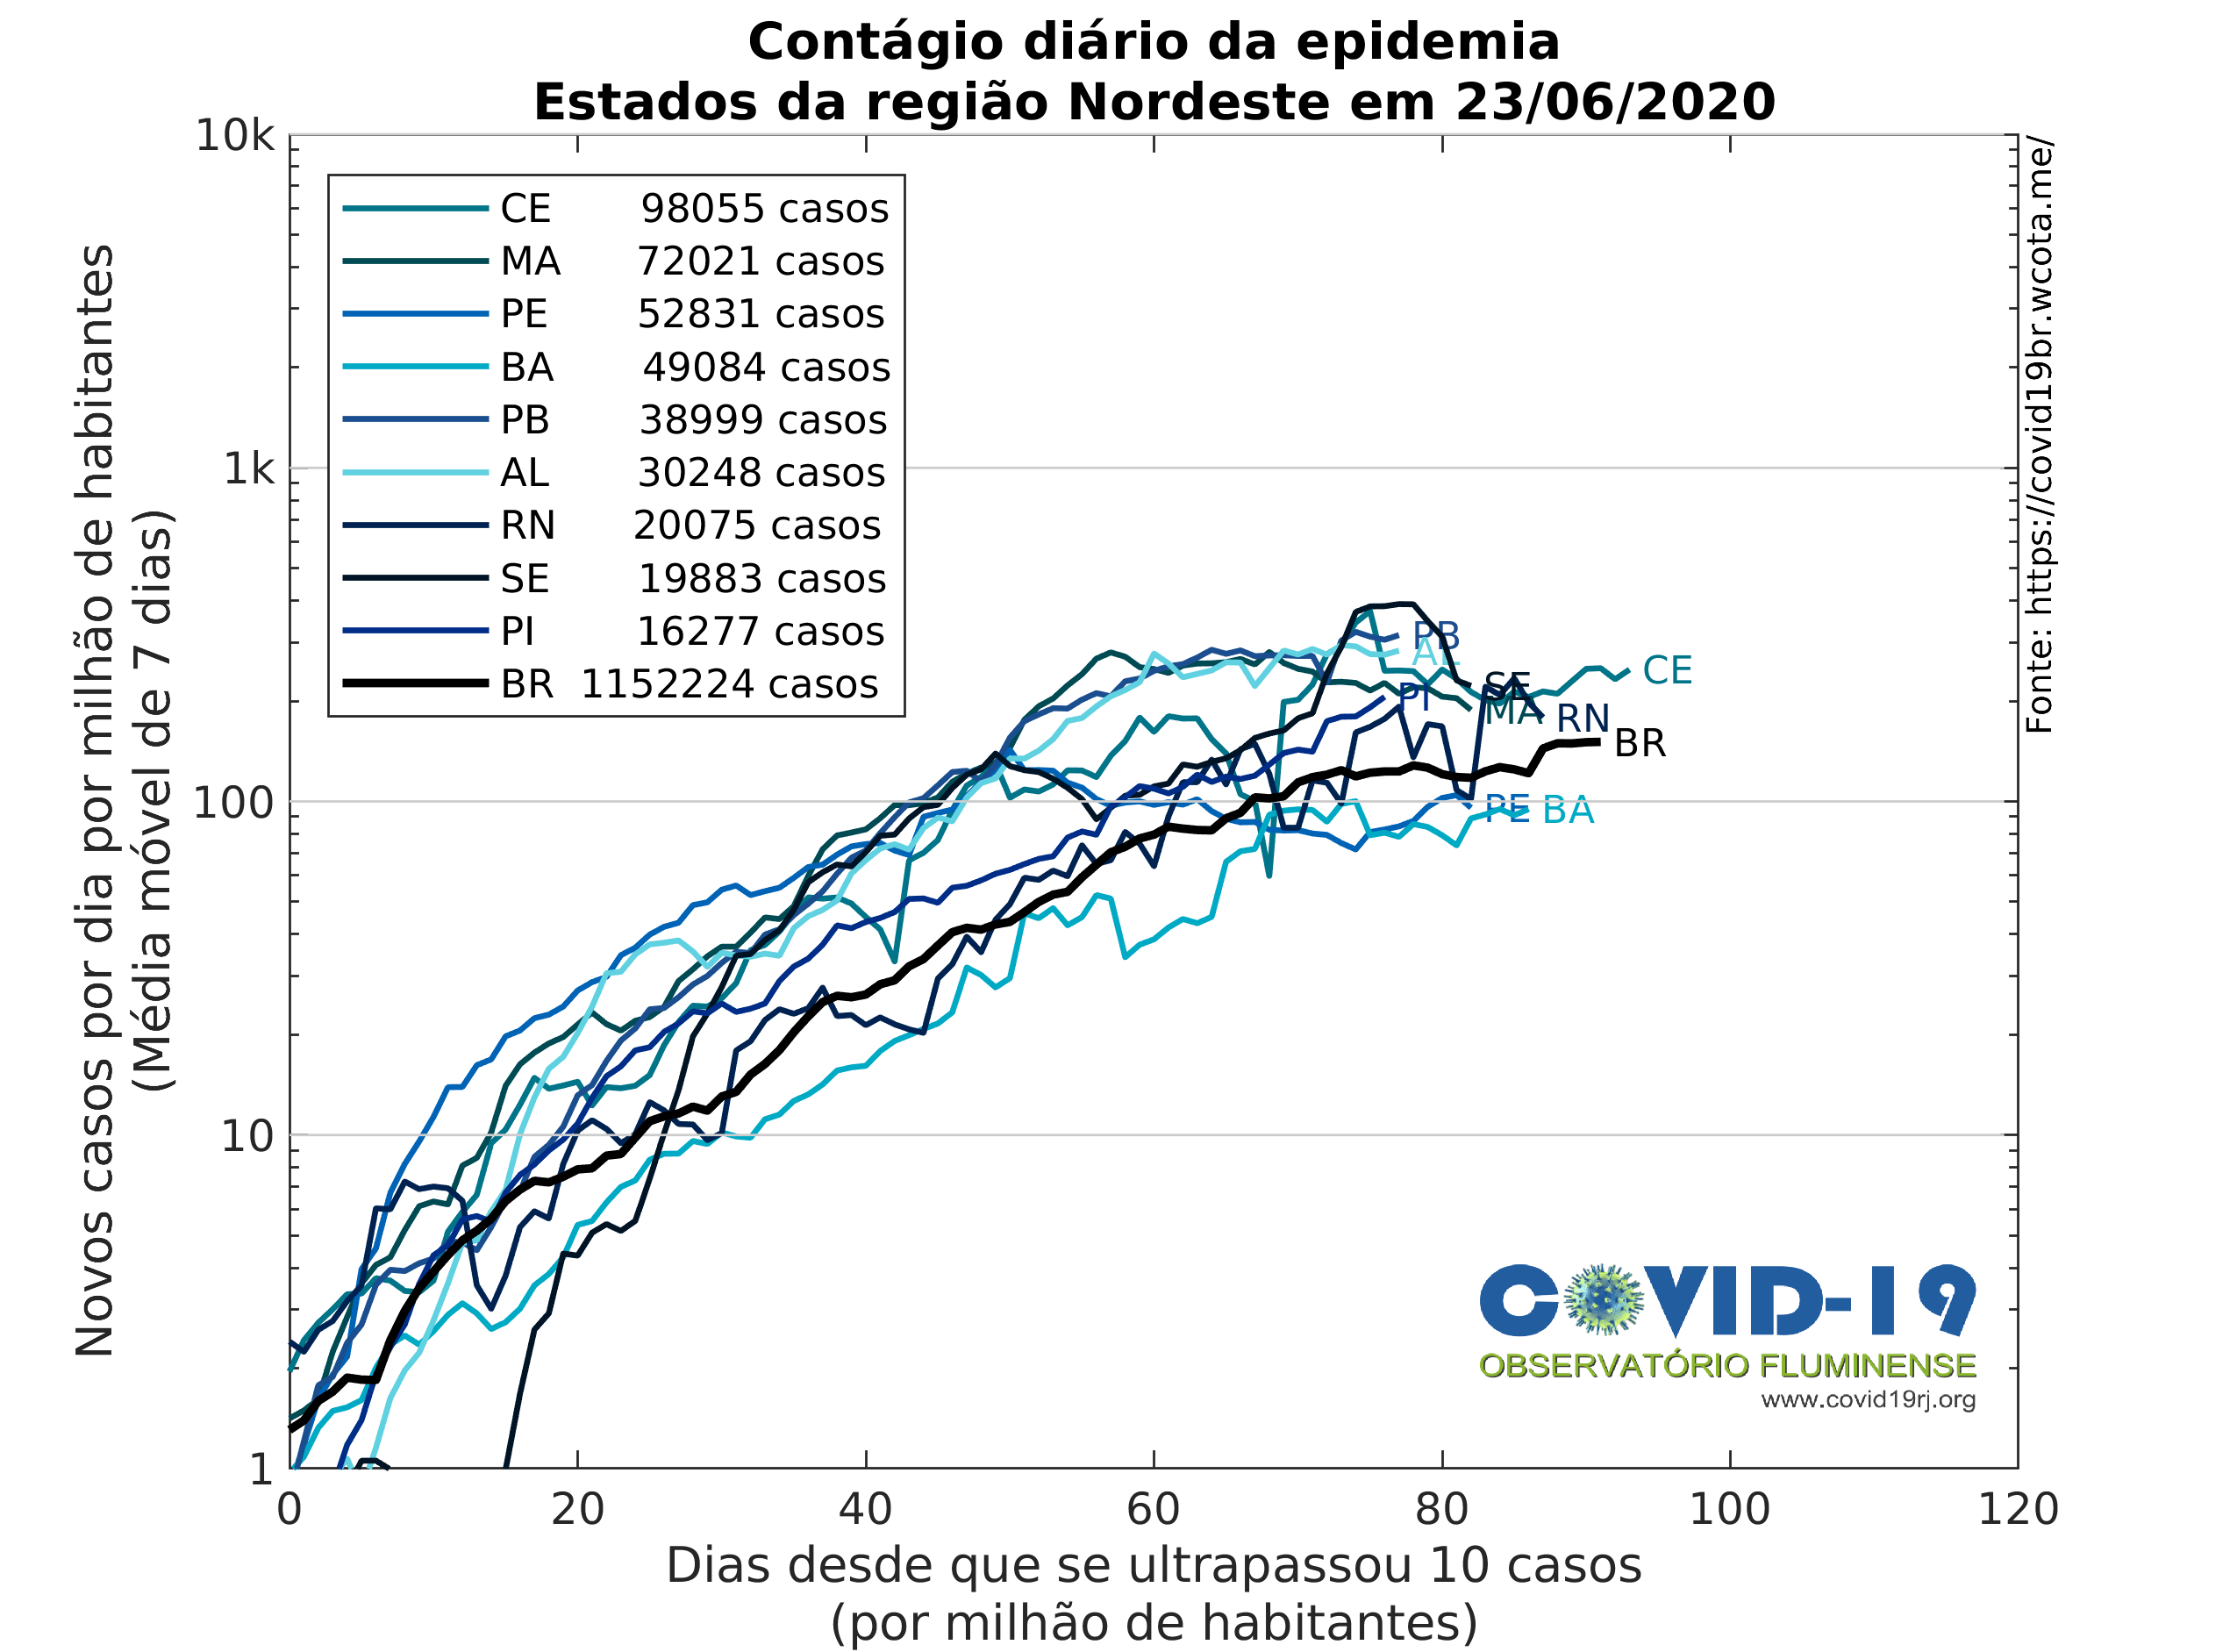 Contágio diário da epidemia
Estados da região Nordeste em 23/06/2020
10k
1k
100
10
1
Novos casos por dia por milhão de habitantes
(Média móvel de 7 dias)
CE 98055 casos
MA 72021 casos
PE 52831 casos
BA 49084 casos
PB 38999 casos
AL 30248 casos
RN 20075 casos
SE 19883 casos
PI 16277 casos
BR 1152224 casos
PB
AL
CE
SE
PI
MA
RN
BR
PE
BA
Fonte: https://covid19br.wcota.me/
COVID-19
OBSERVATÓRIO FLUMINENSE
www.covid19rj.org
0 20 40 60 80 100 120
Dias desde que se ultrapassou 10 casos
(por milhão de habitantes)